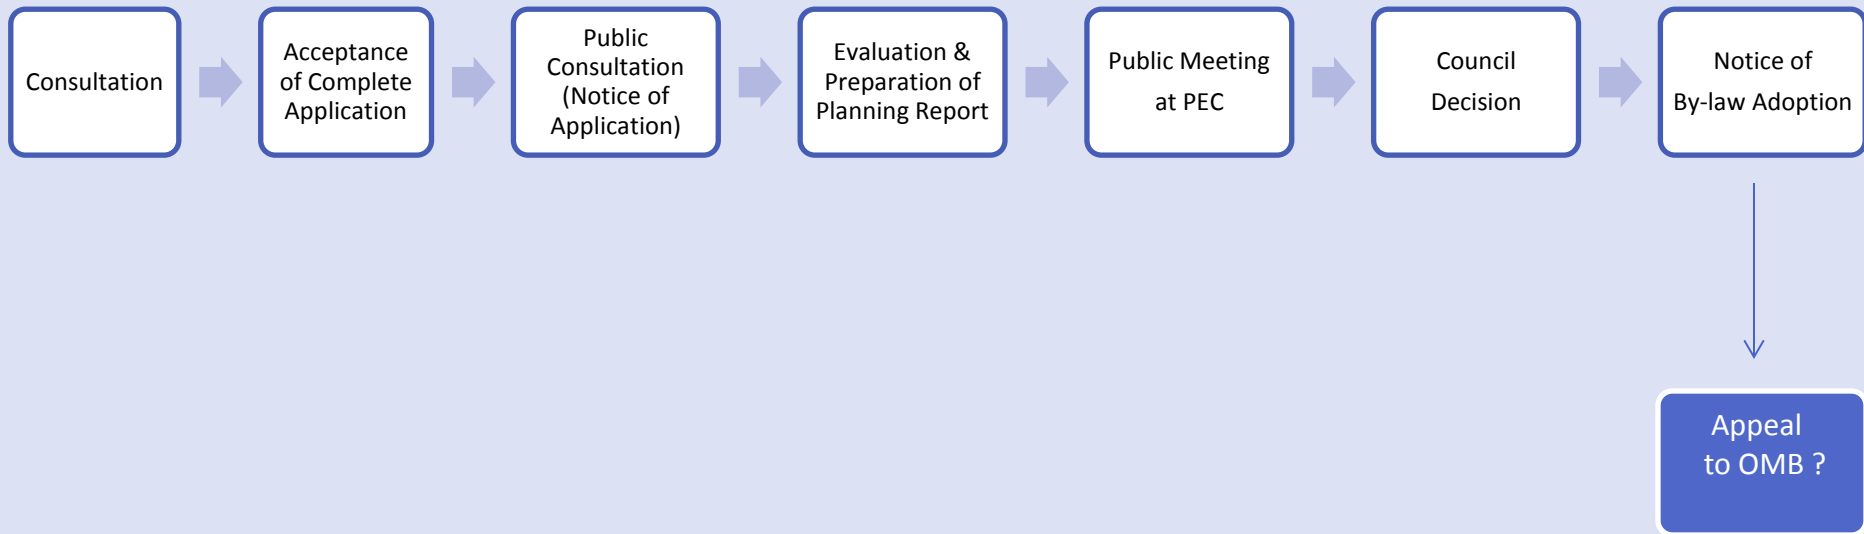 Consultation
Acceptance
of Complete
Application
Public
Consultation
(Notice of
Application)
Evaluation &
Preparation of
Planning Report
Public Meeting
at PEC
Council
Decision
Notice of
By-law Adoption
Appeal
to OMB ?